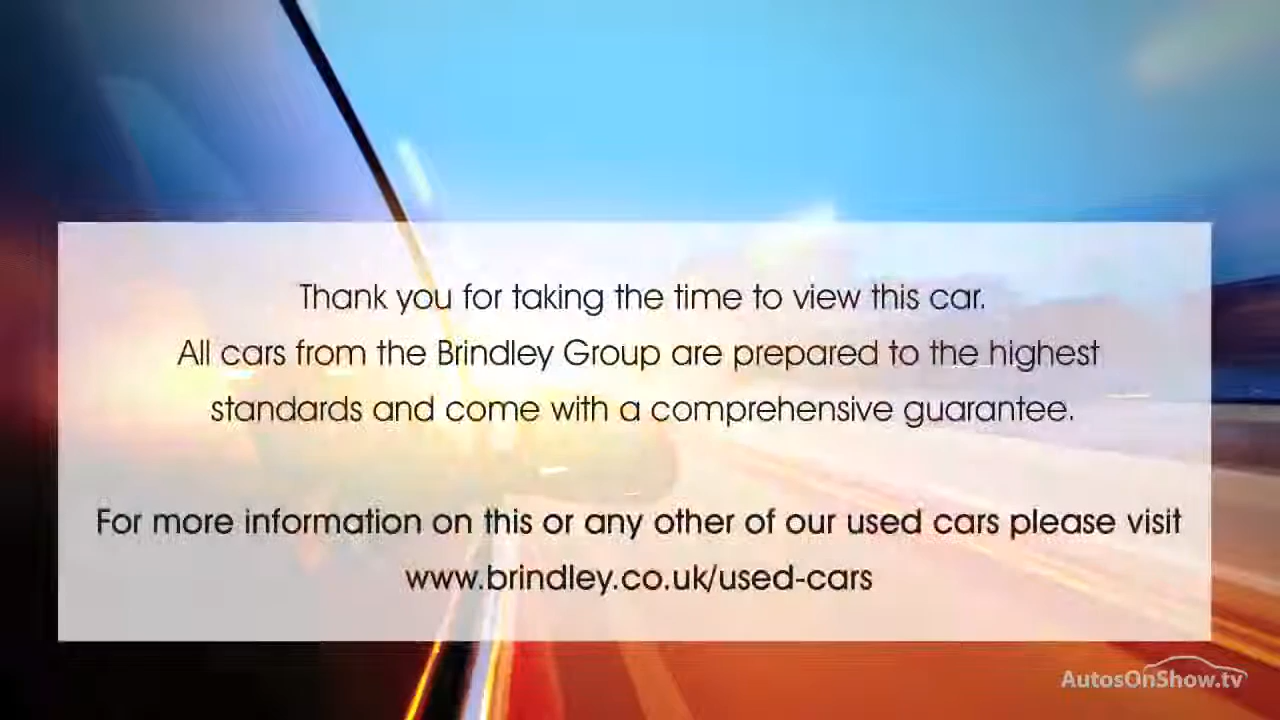 Thank you for taking the time to view this car.
All cars from the Brindley Group are prepared to the highest
standards and come with a comprehensive guarantee.
For more information on this or any other of our used cars please visit
www.brindley.co.uk/used-cars
AutosOnShow.tv